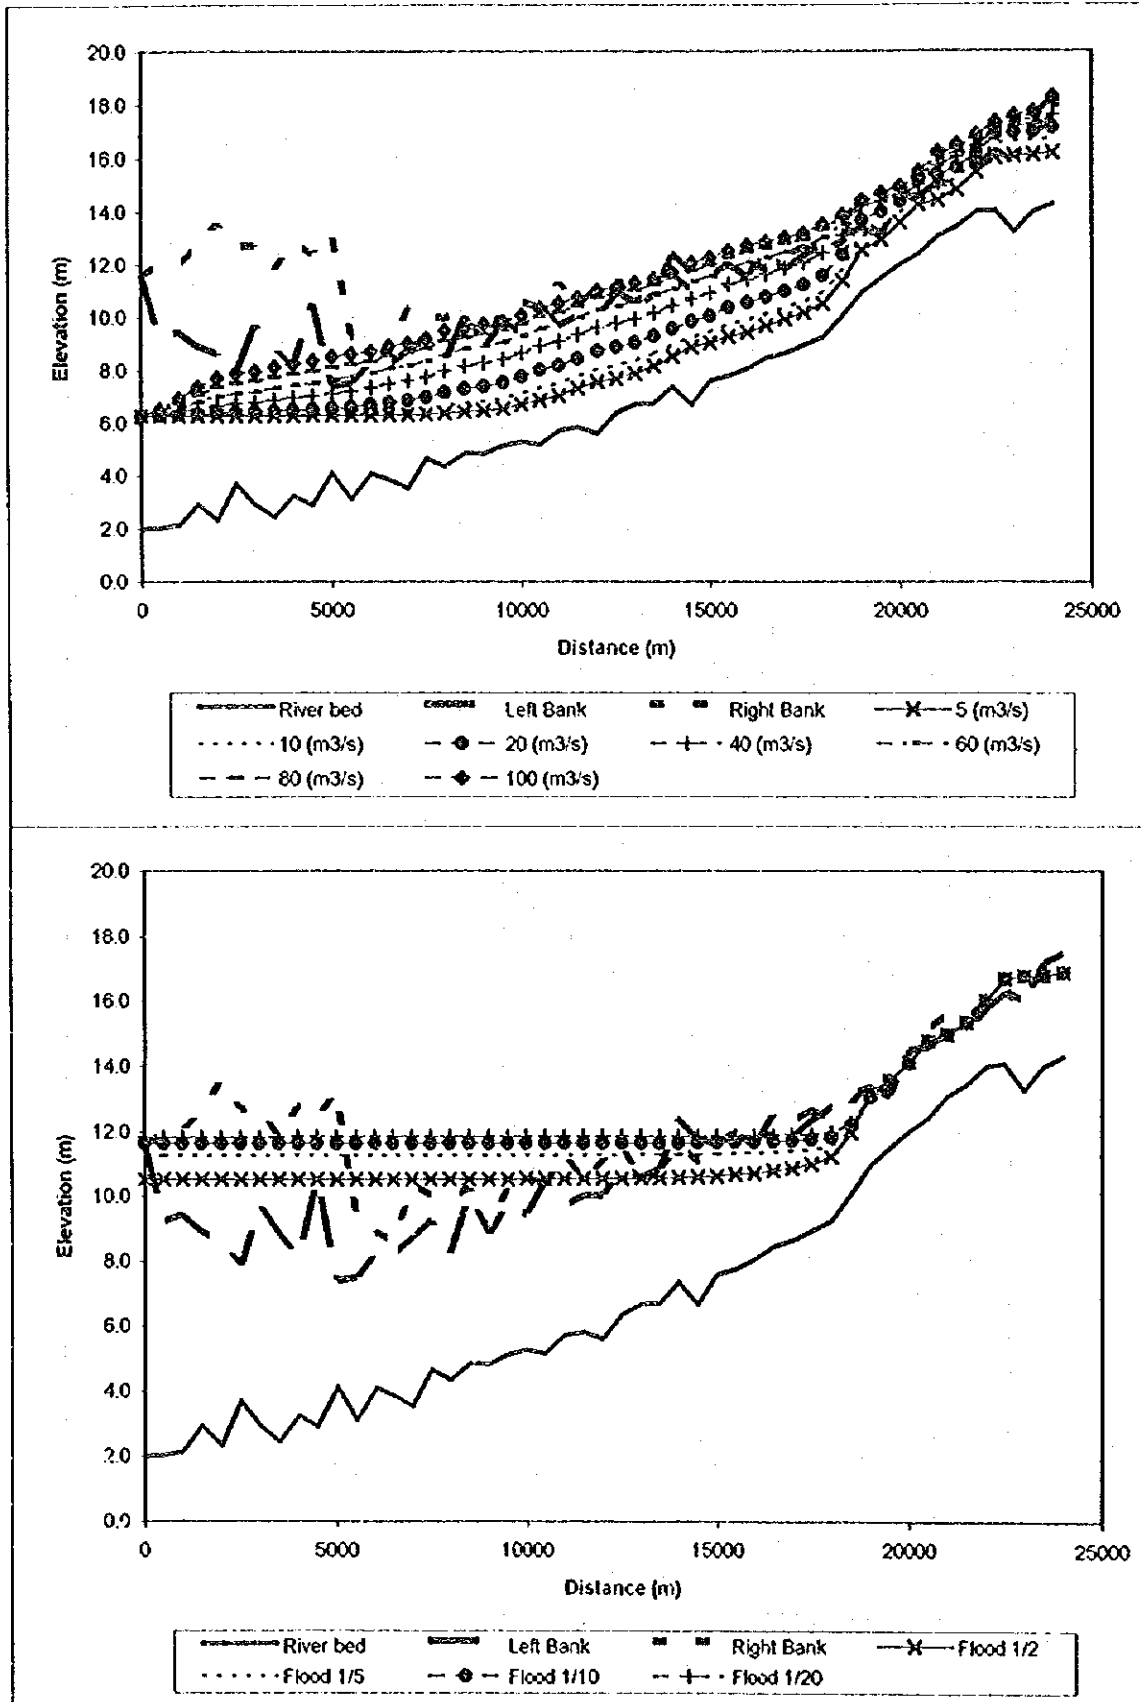 20.0
18.0
16.0
14.0
12.0
10.0
8.0
6.0
4.0
2.0
0.0
Elevation (m)
0 5000 10000 15000 20000 25000
Distance (m)
River bed Left Bank Right Bank 5 (m3/s)
10 (m3/s) 20 (m3/s) 40 (m3/s) 60 (m3/s)
80 (m3/s) 100 (m3/s)
20.0
18.0
16.0
14.0
12.0
10.0
8.0
6.0
4.0
2.0
0.0
Elevation (m)
0 5000 10000 15000 20000 25000
Distance (m)
River bed Left Bank Right Bank Flood 1/2
Flood 1/5 Flood 1/10 Flood 1/20